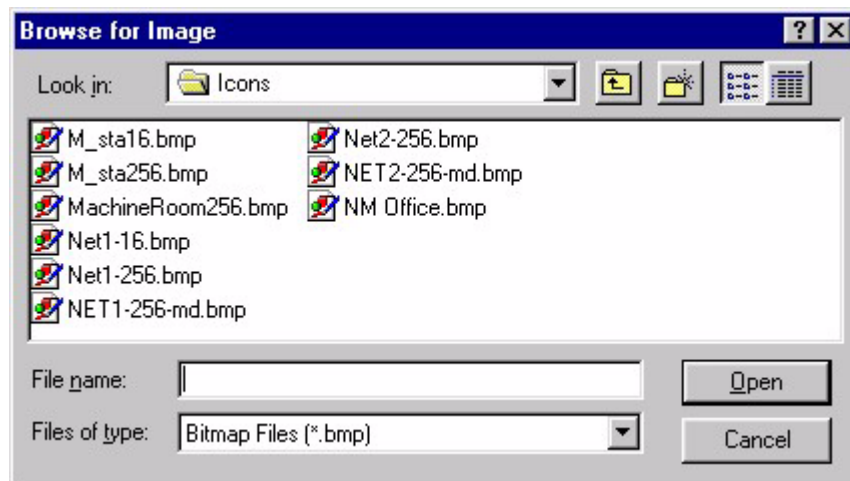 Browse for Image
Look in: Icons
M_sta16.bmp
M_sta256.bmp
MachineRoom256.bmp
Net1-16.bmp
Net1-256.bmp
NET1-256-md.bmp
Net2-256.bmp
NET2-256-md.bmp
NM Office.bmp
File name:
Open
Files of type: Bitmap Files (*.bmp)
Cancel